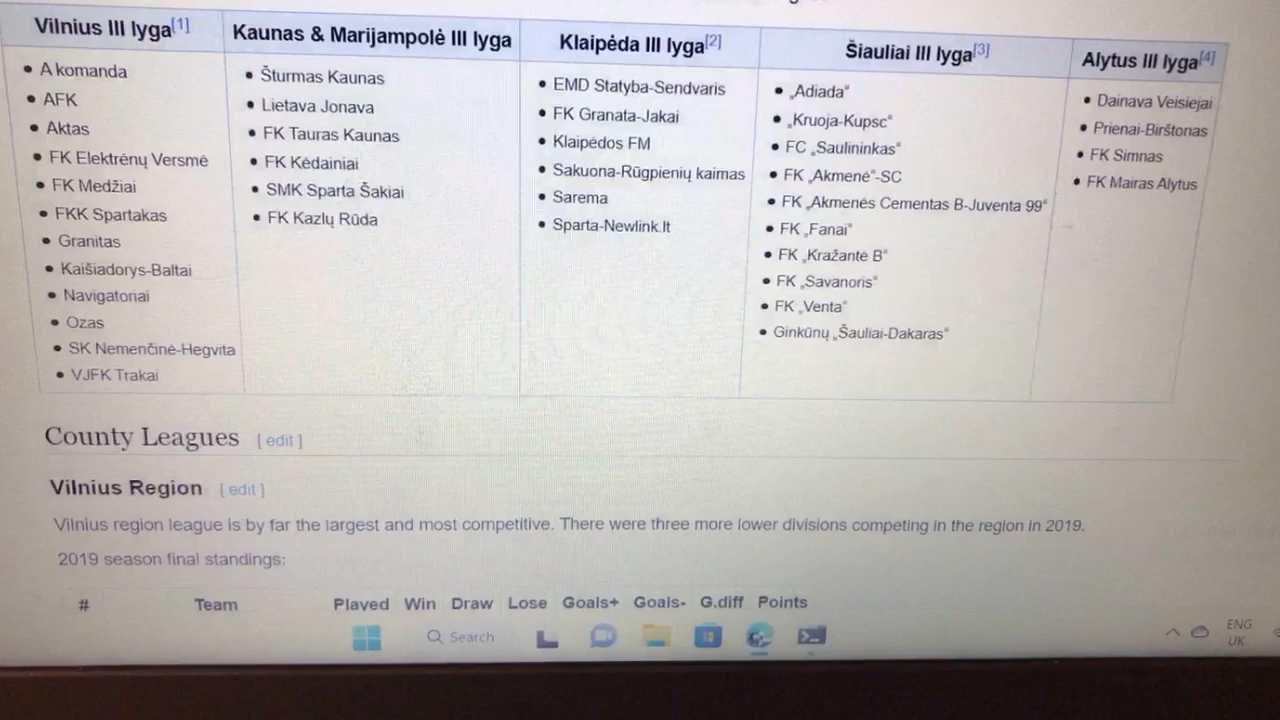 Vilnius III lyga[1]
A komanda
AFK
Aktas
FK Elektrėnų Versmė
FK Medžiai
FKK Spartakas
Granitas
Kaišiadorys-Baltai
Navigatoriai
Ozas
SK Nemenčinė-Hegvita
VJFK Trakai
Kaunas & Marijampolė III lyga
Šturmas Kaunas
Lietava Jonava
FK Tauras Kaunas
FK Kėdainiai
SMK Sparta Šakiai
FK Kazlų Rūda
Klaipėda III lyga[2]
EMD Statyba-Sendvaris
FK Granata-Jakai
Klaipėdos FM
Sakuona-Rūgpienių kaimas
Sarema
Sparta-Newlink.lt
Šiauliai III lyga[3]
„Adiada“
„Kruoja-Kupsc“
FC „Saulininkas“
FK „Akmenė“-SC
FK „Akmenės Cementas B-Juventa 99“
FK „Fanai“
FK „Kražantė B“
FK „Savanoris“
FK „Venta“
Ginkūnų „Šauliai-Dakaras“
Alytus III lyga[4]
Dainava Veisiejai
Prienai-Birštonas
FK Simnas
FK Mairas Alytus
County Leagues [ edit ]
Vilnius Region [ edit ]
Vilnius region league is by far the largest and most competitive. There were three more lower divisions competing in the region in 2019.
2019 season final standings:
# Team Played Win Draw Lose Goals+ Goals- G.diff Points
Search
ENG
UK